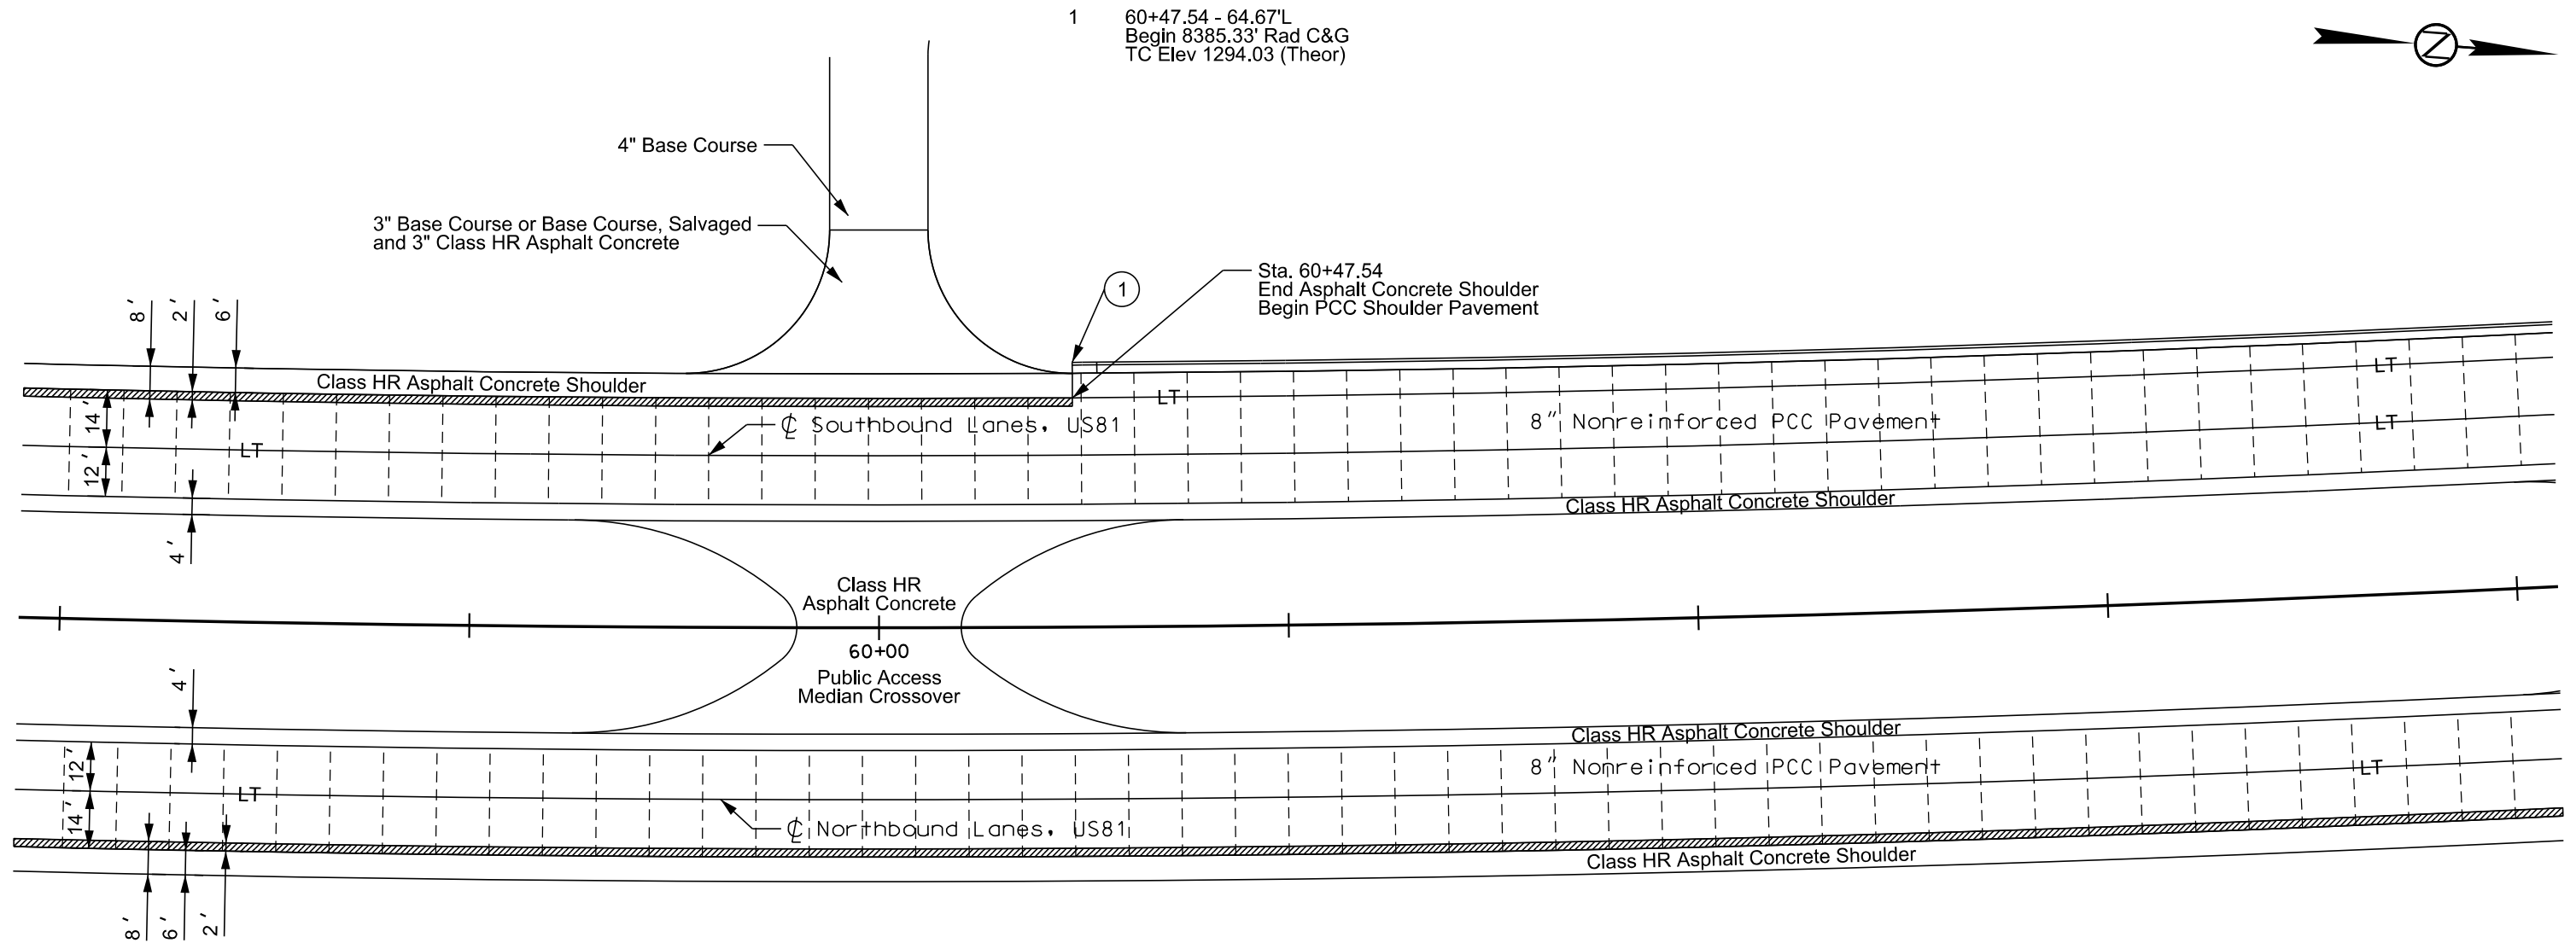 1 60+47.54 - 64.67'L
Begin 8385.33' Rad C&G
TC Elev 1294.03 (Theor)
Z
4" Base Course
3" Base Course or Base Course, Salvaged
and 3" Class HR Asphalt Concrete
1
Sta. 60+47.54
End Asphalt Concrete Shoulder
Begin PCC Shoulder Pavement
8'
2'
6'
Class HR Asphalt Concrete Shoulder
LT
LT
14'
℄ Southbound Lanes, US81
8" Nonreinforced PCC Pavement
LT
LT
12'
Class HR Asphalt Concrete Shoulder
4'
Class HR
Asphalt Concrete
60+00
Public Access
Median Crossover
4'
Class HR Asphalt Concrete Shoulder
12'
8" Nonreinforced PCC Pavement
LT
LT
14'
℄ Northbound Lanes, US81
Class HR Asphalt Concrete Shoulder
8'
6'
2'